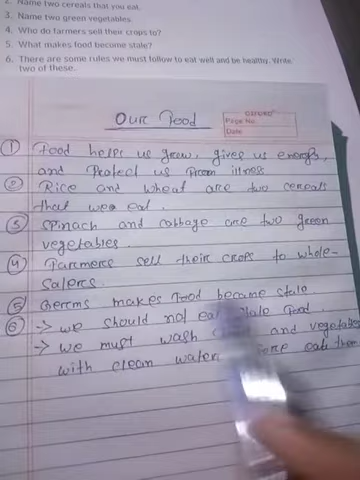 2. Name two cereals that you eat.
3. Name two green vegetables.
4. Who do farmers sell their crops to?
5. What makes food become stale?
6. There are some rules we must follow to eat well and be healthy. Write
two of these.
OXFORD
Page No.
Date
Our Food
1 Food helps us grow, gives us energy,
and Protect us From illness
2 Rice and wheat are two cereals
that we eat.
3 Spinach and cabbage are two green
vegetables.
4 Farmers sell their crops to whole-
salers.
5 Germs makes Food become stale
6 → we should not eat stale Food.
→ we must wash and vegetables
with clean water eat them